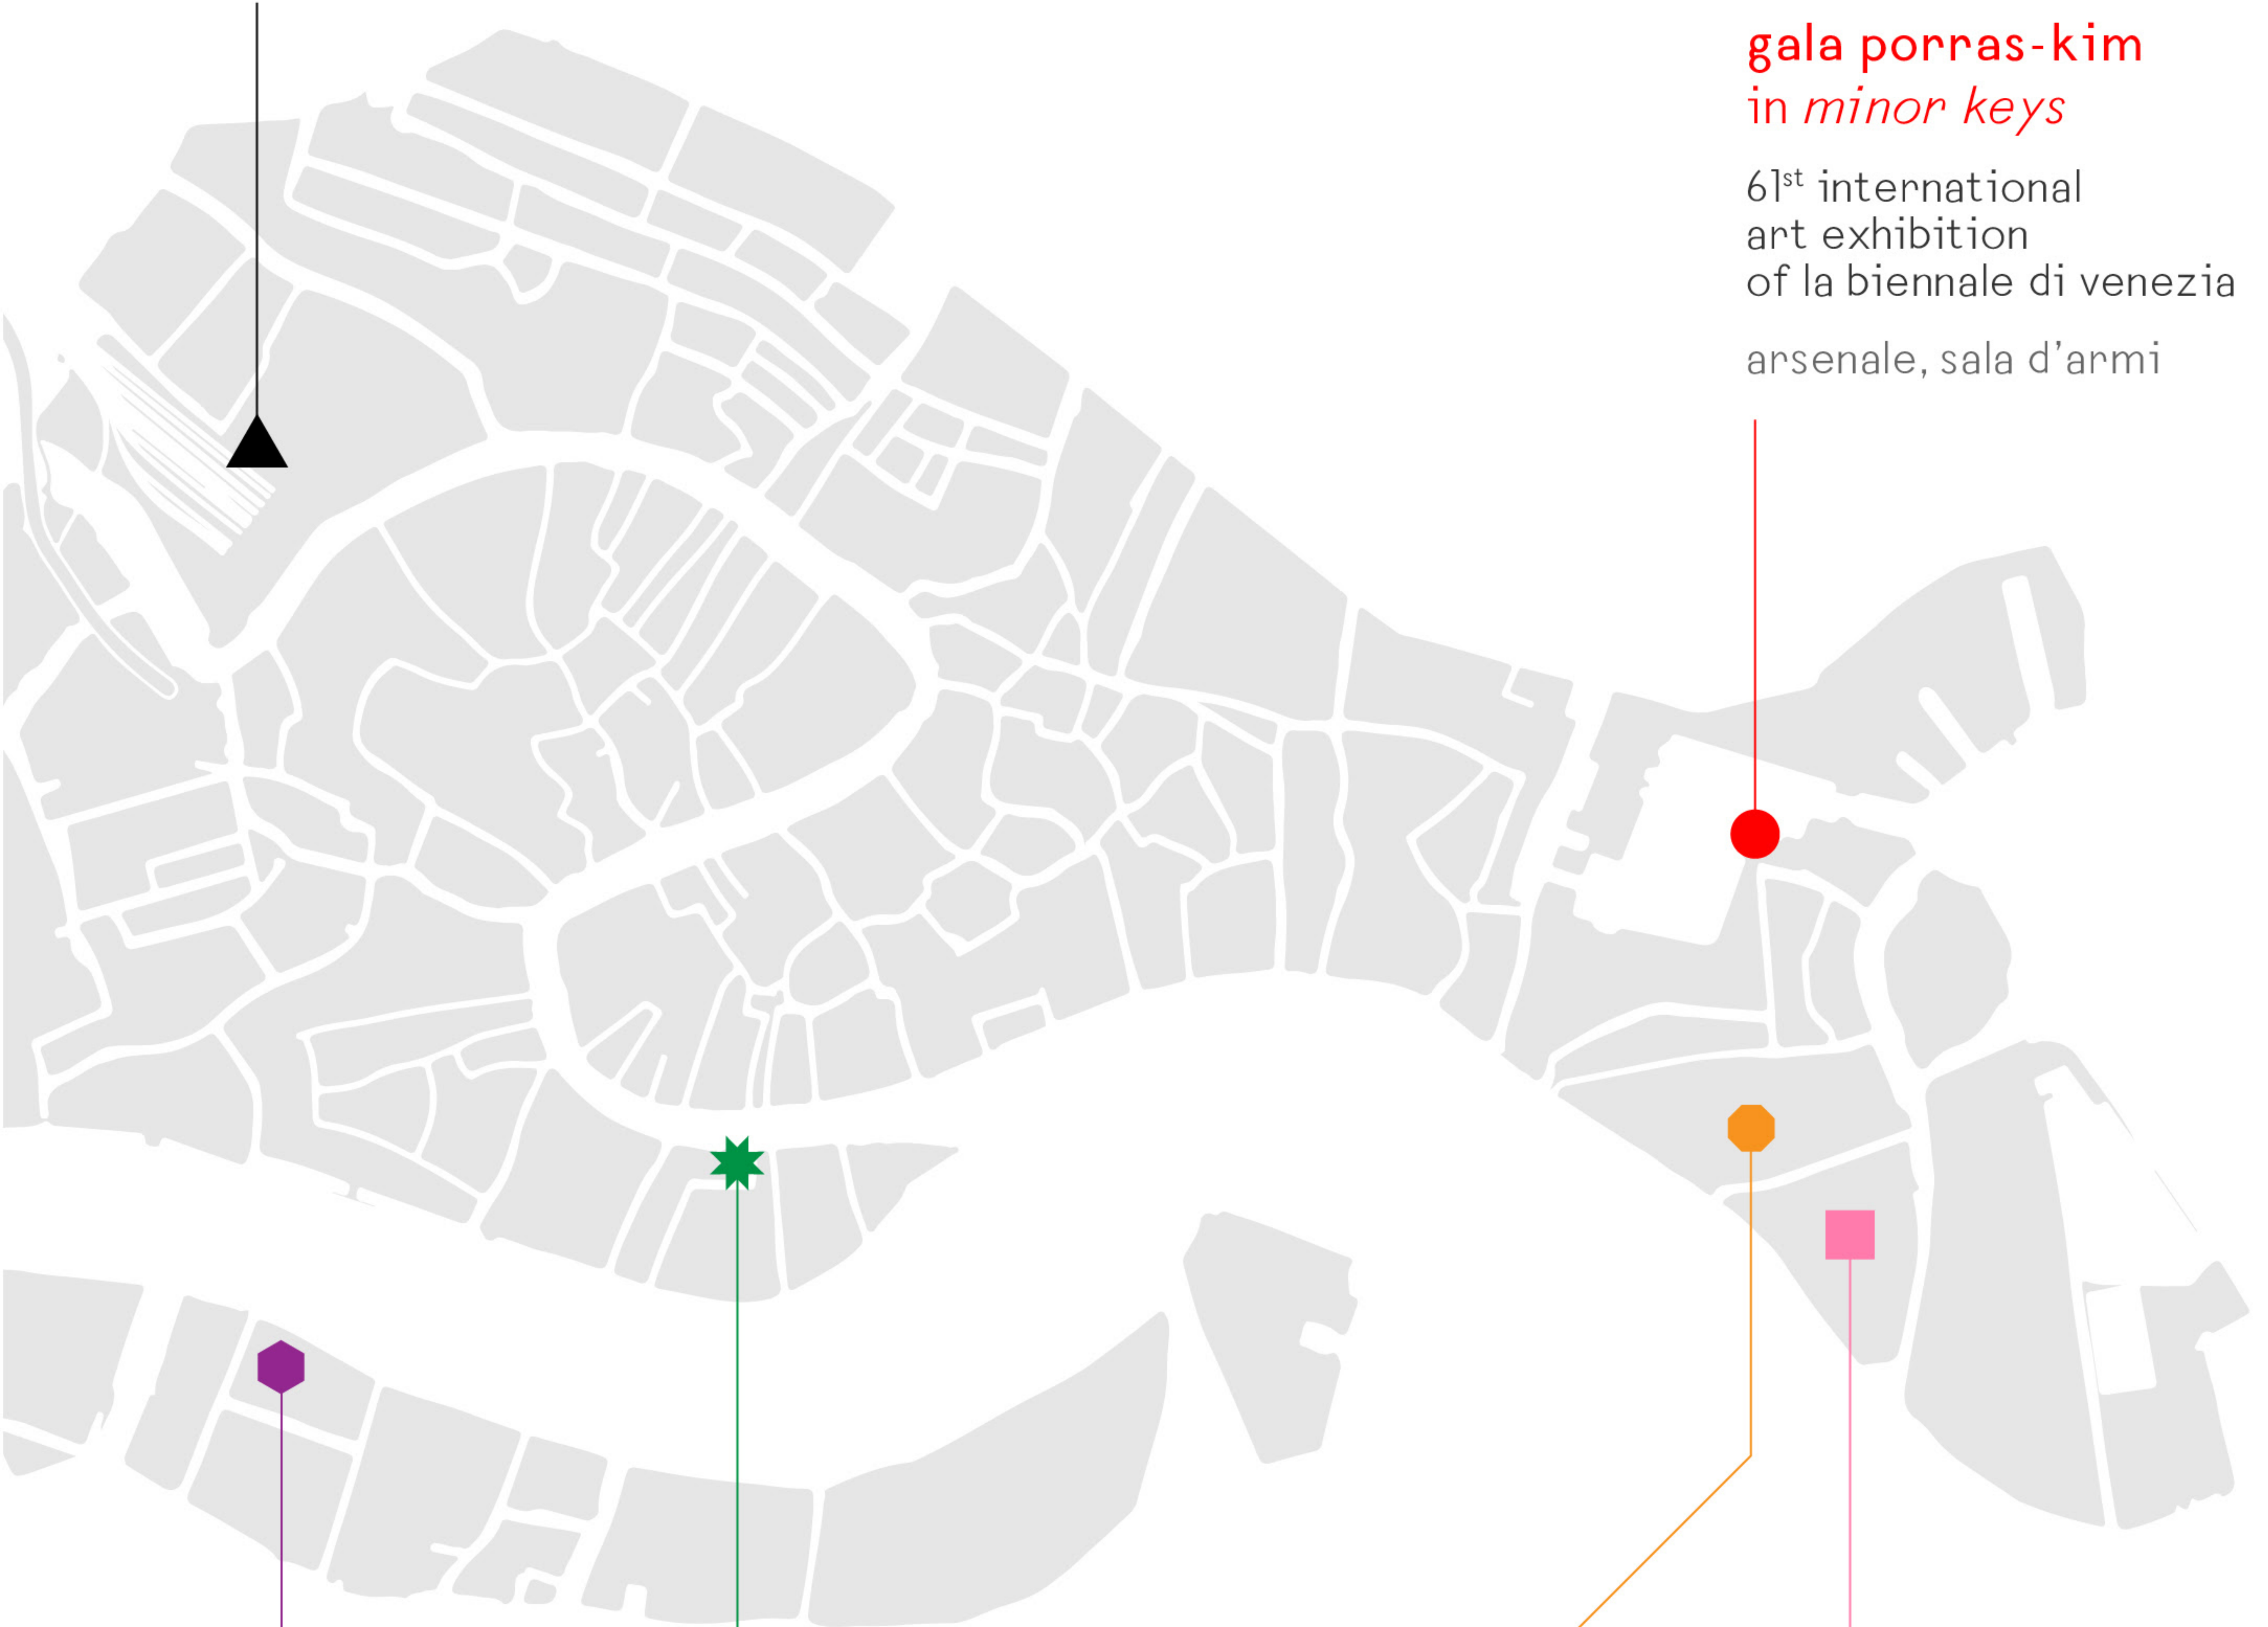 gala porras-kim
in minor keys
61st international
art exhibition
of la biennale di venezia
arsenale, sala d’armi